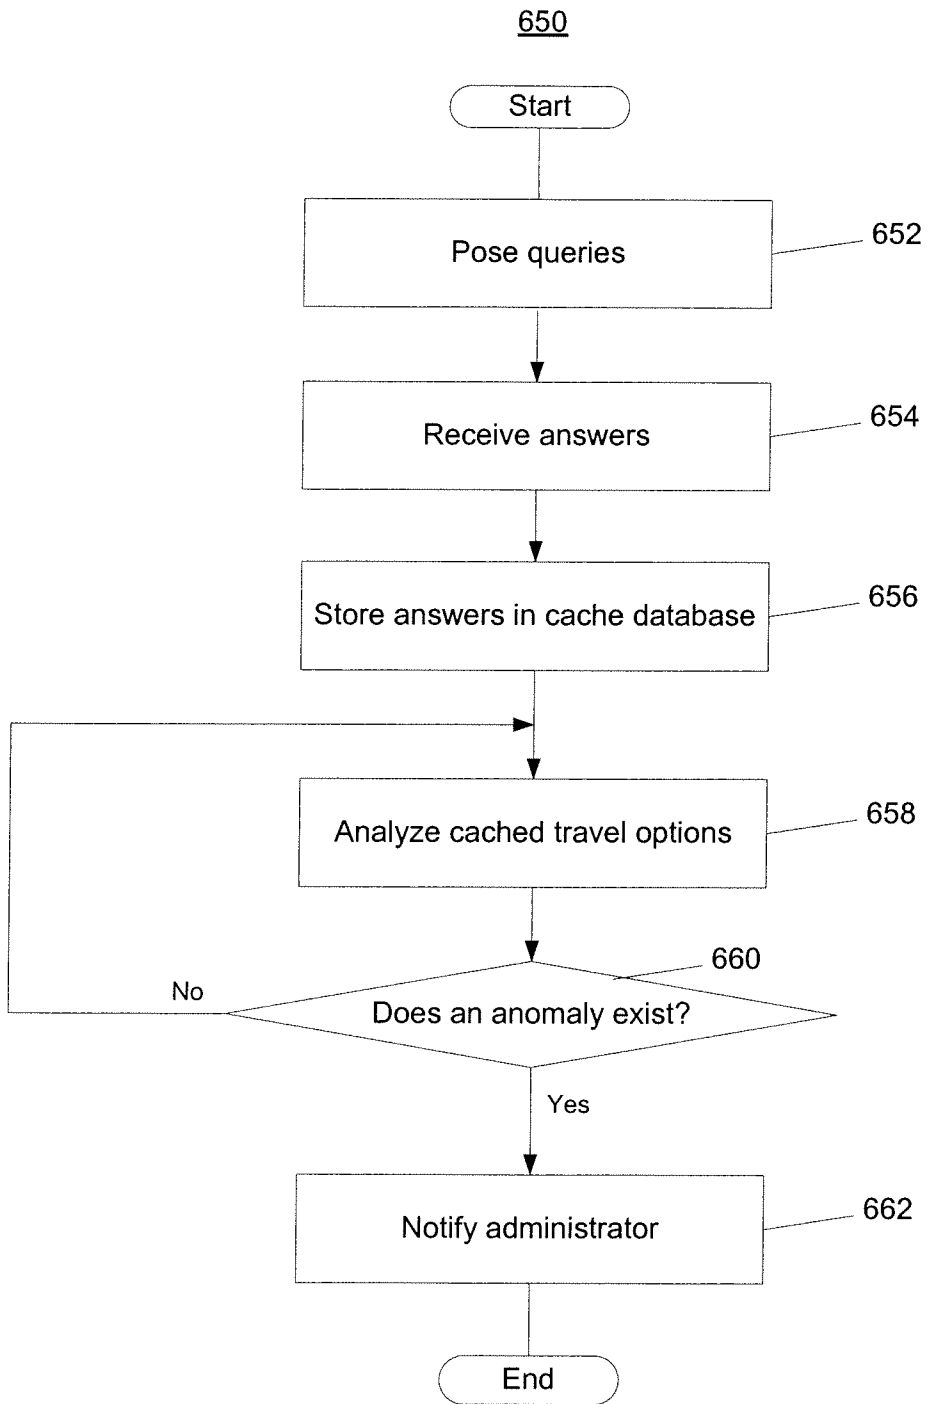 650
Start
Pose queries
652
Receive answers
654
Store answers in cache database
656
Analyze cached travel options
658
660
Does an anomaly exist?
No
Yes
Notify administrator
662
End